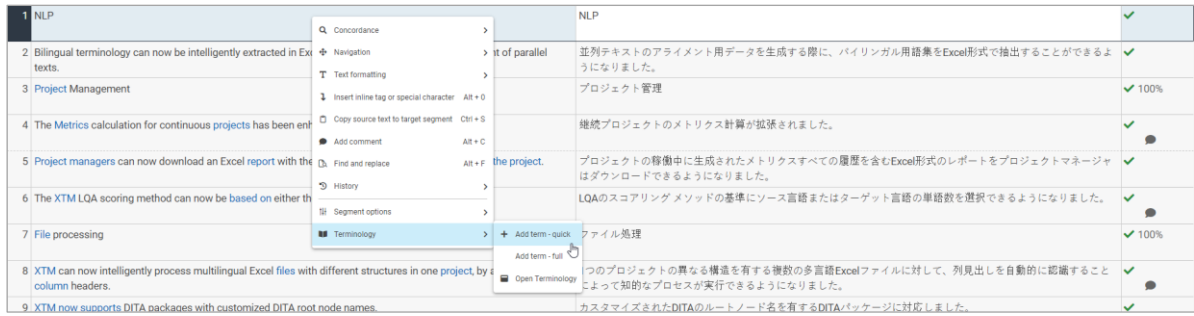 1 NLP NLP
Concordance
Navigation
Text formatting
Insert inline tag or special character Alt + 0
Copy source text to target segment Ctrl + S
Add comment Alt + C
Find and replace Alt + F
History
Segment options
Terminology
Add term - quick
Add term - full
Open Terminology
2 Bilingual terminology can now be intelligently extracted in nt of parallel 並列テキストのアライメント用データを生成する際に、バイリンガル用語集をExcel形式で抽出することができるよ
texts. うになりました。
3 Project Management プロジェクト管理 100%
4 The Metrics calculation for continuous projects has been 継続プロジェクトのメトリクス計算が拡張されました。
5 Project managers can now download an Excel report with the the project. プロジェクトの稼働中に生成されたメトリクスすべての履歴を含むExcel形式のレポートをプロジェクトマネージャ
はダウンロードできるようになりました。
6 The XTM LQA scoring method can now be based on either LQAのスコアリング メソッドの基準にソース言語またはターゲット言語の単語数を選択できるようになりました。
7 File processing ファイル処理 100%
8 XTM can now intelligently process multilingual Excel files with different structures in one project, by つのプロジェクトの異なる構造を有する複数の多言語Excelファイルに対して、列見出しを自動的に認識すること
column headers. によって知的なプロセスが実行できるようになりました。
9 XTM now supports DITA packages with customized DITA root node names. カスタマイズされたDITAのルートノード名を有するDITAパッケージに対応しました。